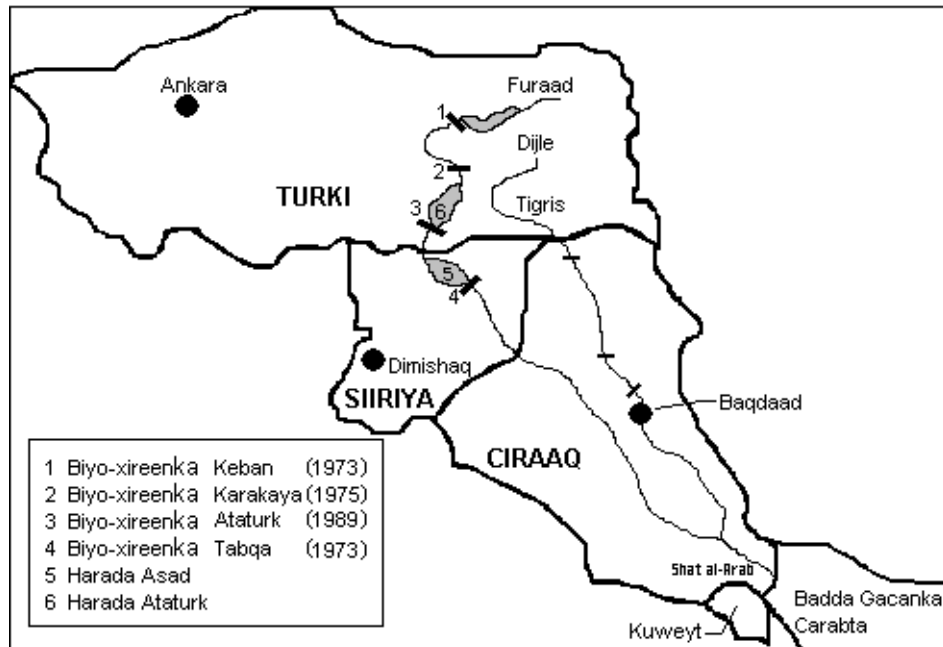 Ankara
Furaad
1
Dijle
2
TURKI
3
6
Tigris
5
4
Dimishaq
SIIRIYA
Baqdaad
CIRAAQ
Shat al-Arab
Badda Gacanka
Carabta
Kuweyt
1 Biyo-xireenka Keban (1973)
2 Biyo-xireenka Karakaya (1975)
3 Biyo-xireenka Ataturk (1989)
4 Biyo-xireenka Tabqa (1973)
5 Harada Asad
6 Harada Ataturk